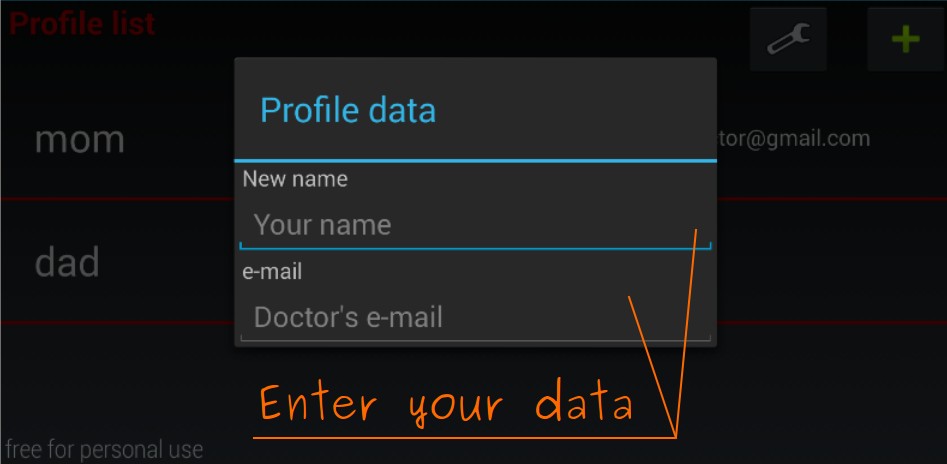 Profile list
Profile data
mom
tor@gmail.com
New name
Your name
dad
e-mail
Doctor's e-mail
Enter your data
free for personal use